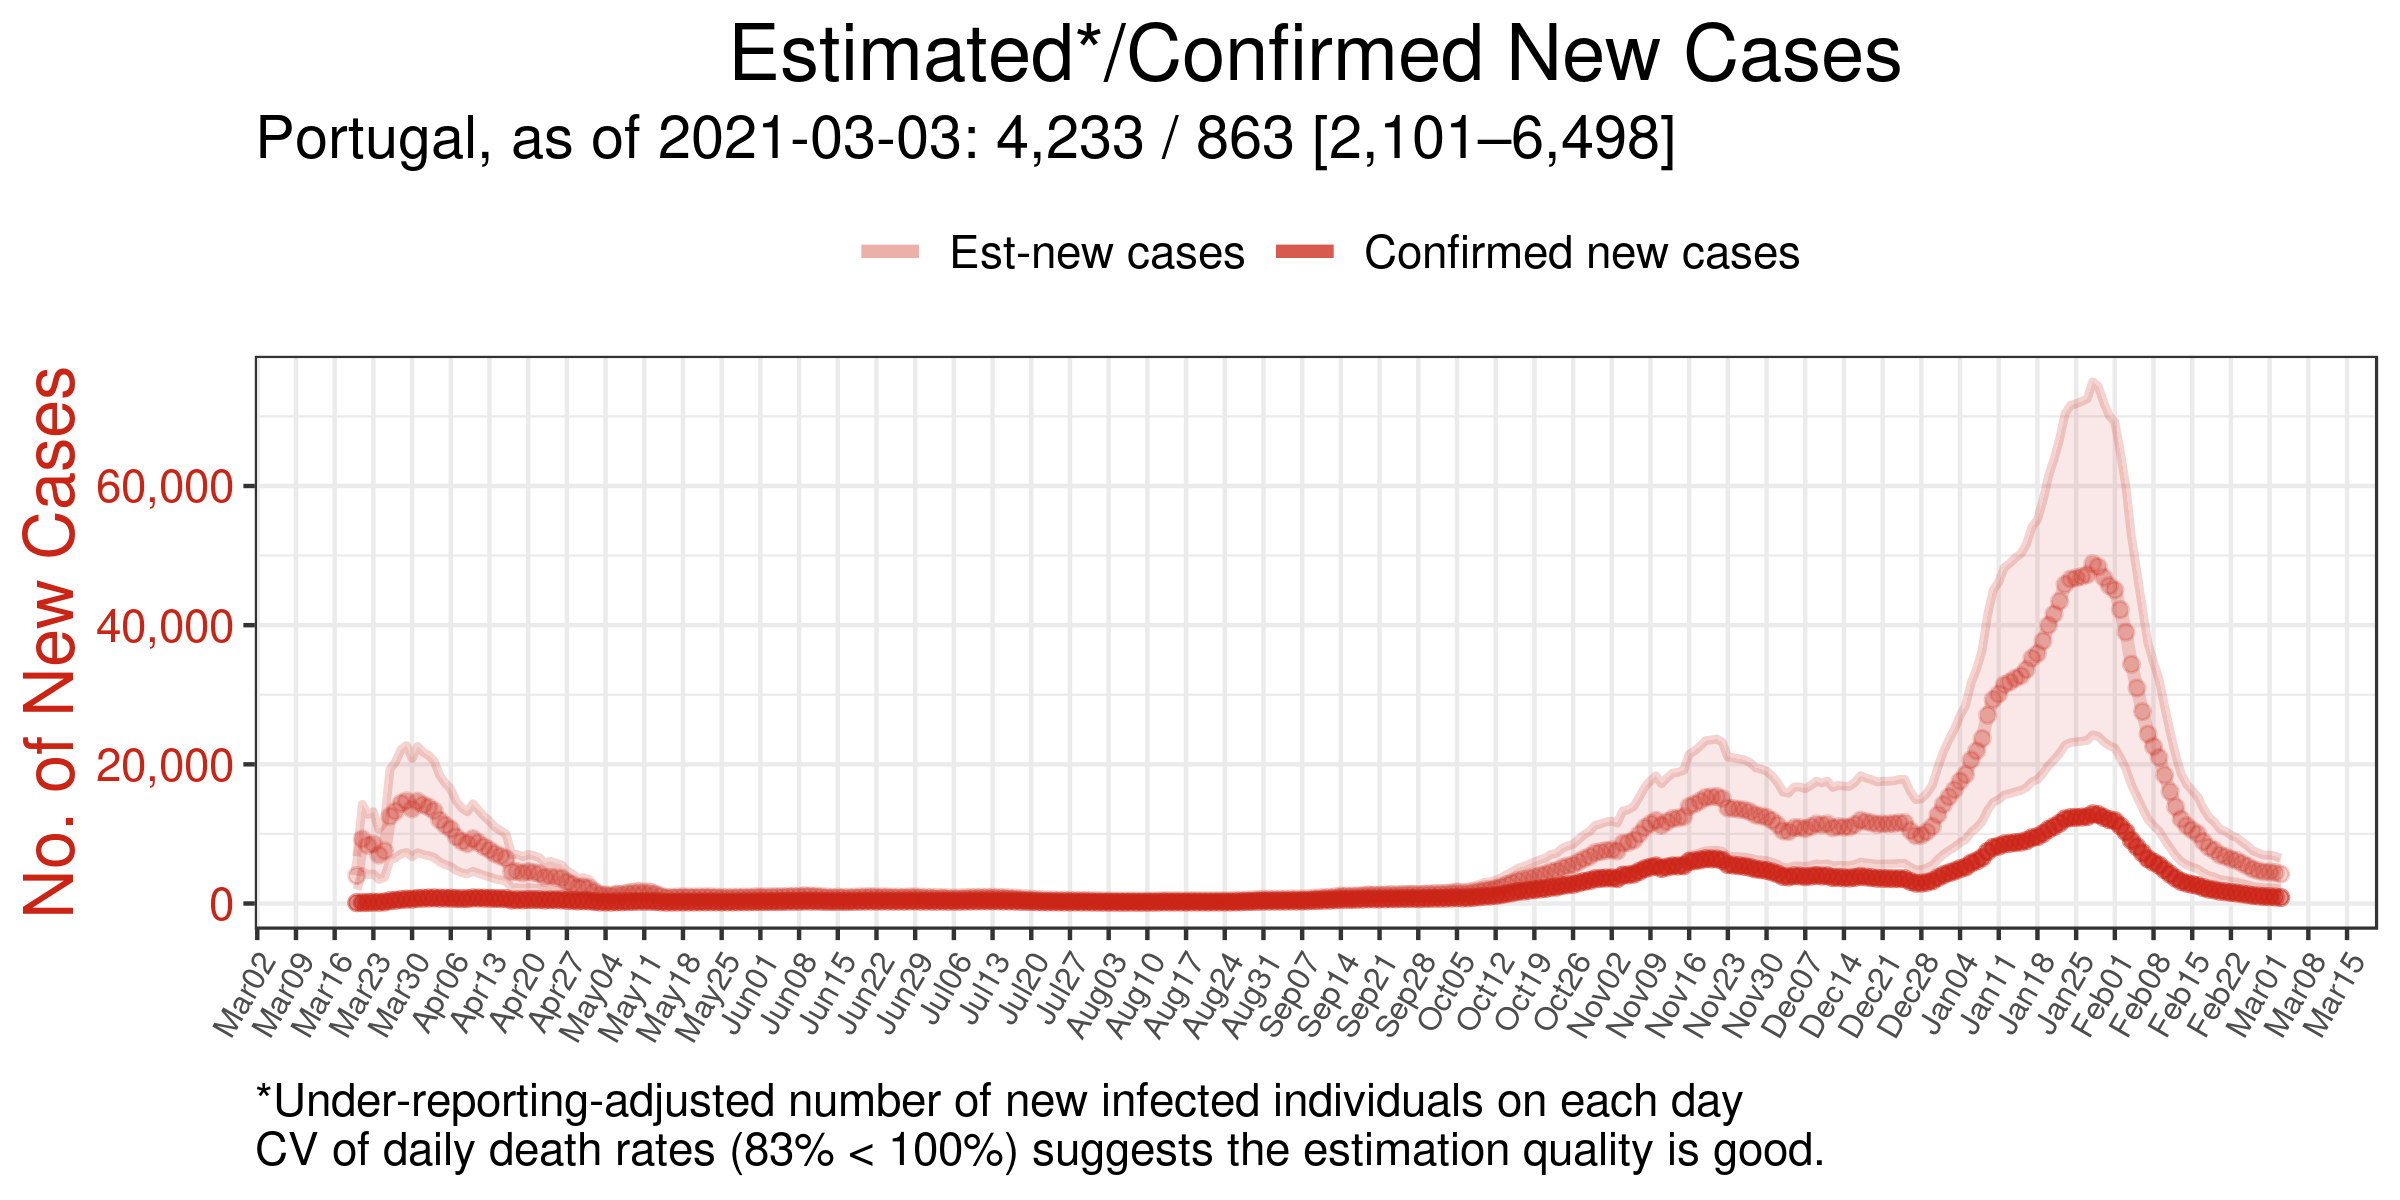 Estimated*/Confirmed New Cases
Portugal, as of 2021-03-03: 4,233 / 863 [2,101–6,498]
Est-new cases
Confirmed new cases
No. of New Cases
60,000
40,000
20,000
0
Mar02
Mar09
Mar16
Mar23
Mar30
Apr06
Apr13
Apr20
Apr27
May04
May11
May18
May25
Jun01
Jun08
Jun15
Jun22
Jun29
Jul06
Jul13
Jul20
Jul27
Aug03
Aug10
Aug17
Aug24
Aug31
Sep07
Sep14
Sep21
Sep28
Oct05
Oct12
Oct19
Oct26
Nov02
Nov09
Nov16
Nov23
Nov30
Dec07
Dec14
Dec21
Dec28
Jan04
Jan11
Jan18
Jan25
Feb01
Feb08
Feb15
Feb22
Mar01
Mar08
Mar15
*Under-reporting-adjusted number of new infected individuals on each day
CV of daily death rates (83% < 100%) suggests the estimation quality is good.